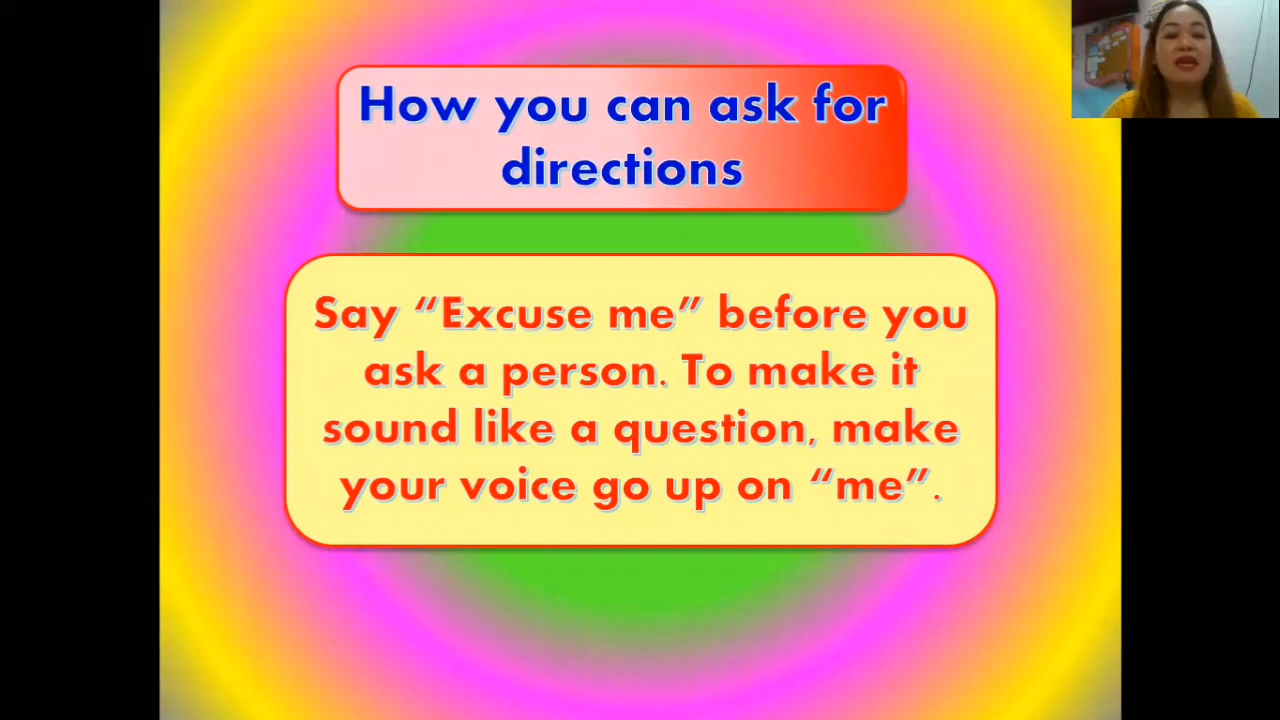 How you can ask for
directions
Say “Excuse me” before you
ask a person. To make it
sound like a question, make
your voice go up on “me”.